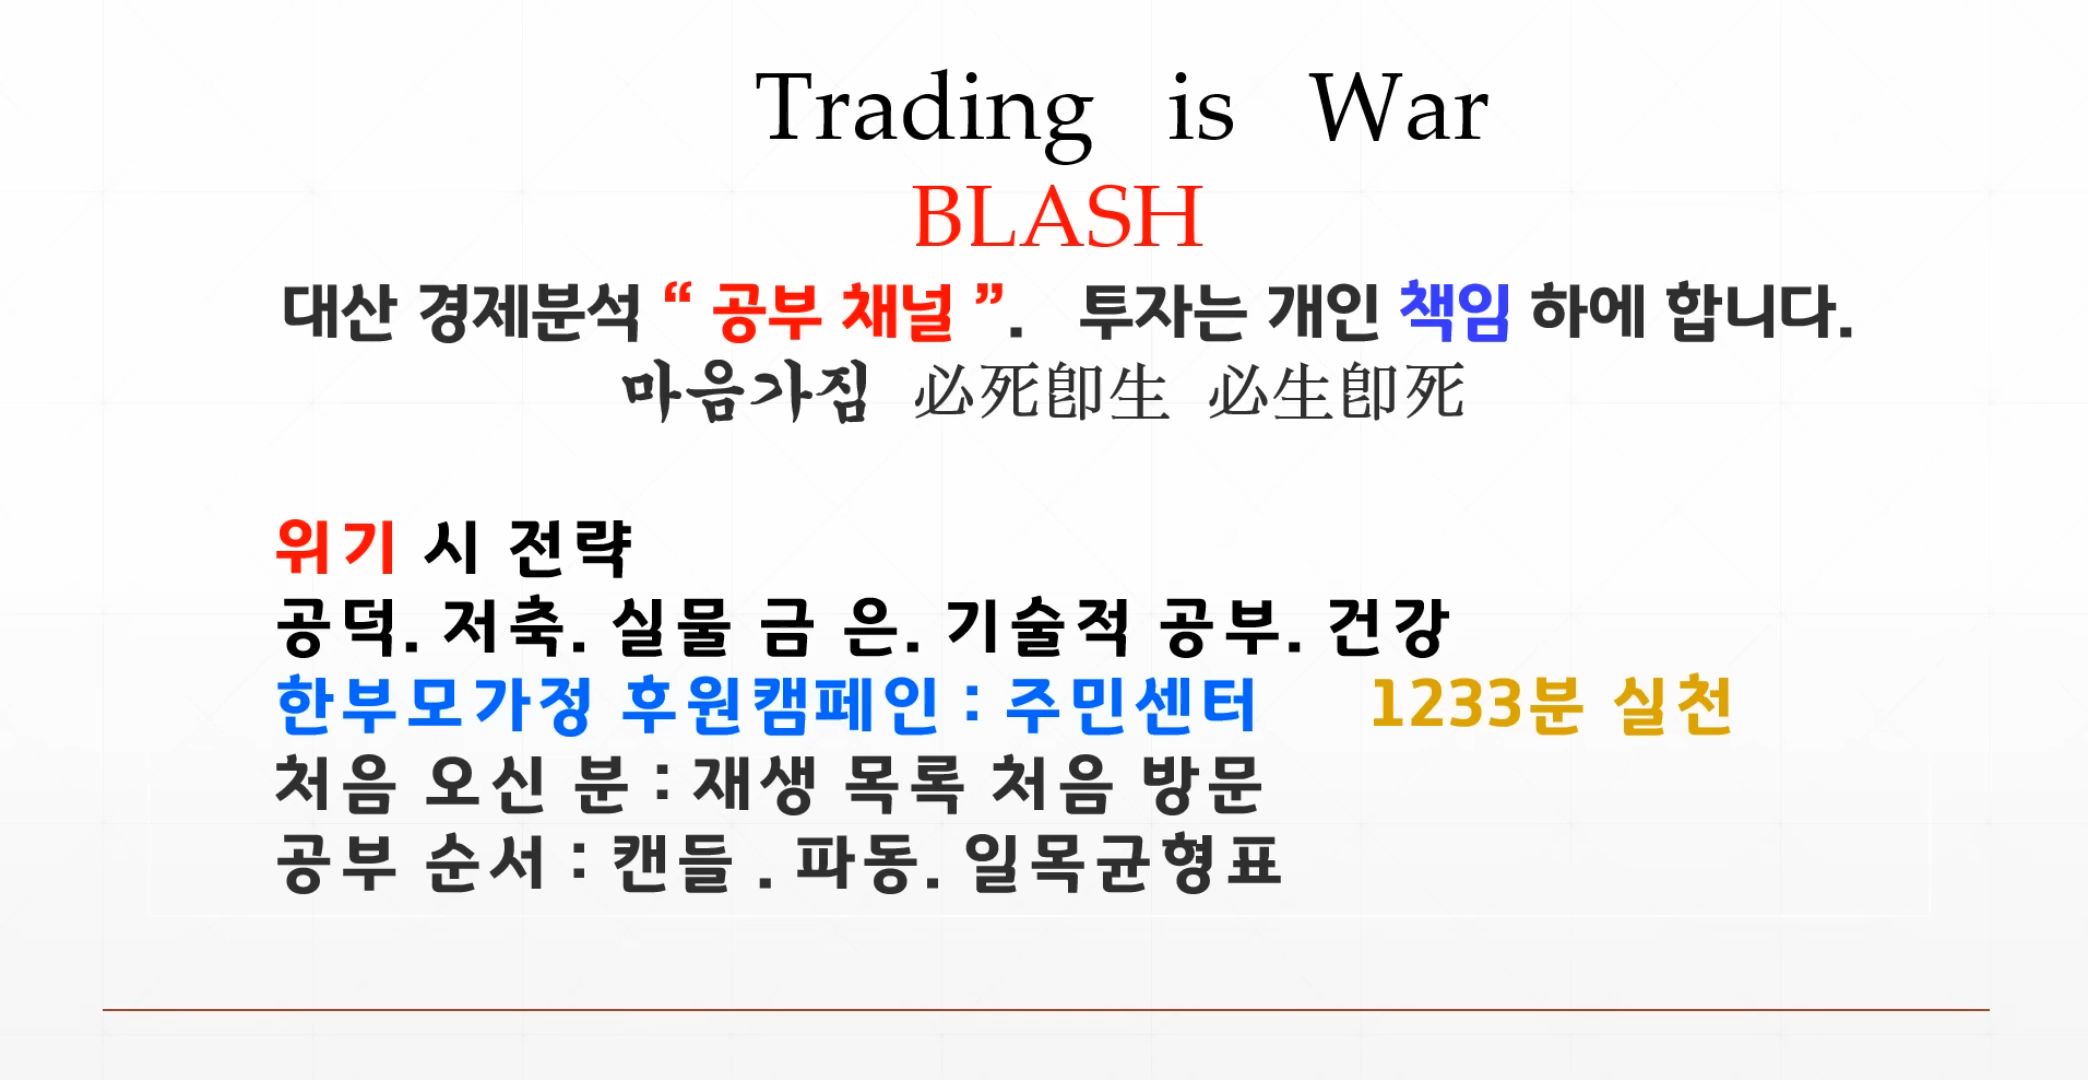 Trading is War
BLASH
대산 경제분석 “ 공부 채널 ”. 투자는 개인 책임 하에 합니다.
마음가짐 必死卽生 必生卽死
위기 시 전략
공덕. 저축. 실물 금 은. 기술적 공부. 건강
한부모가정 후원캠페인 : 주민센터 1233분 실천
처음 오신 분 : 재생 목록 처음 방문
공부 순서 : 캔들 . 파동. 일목균형표